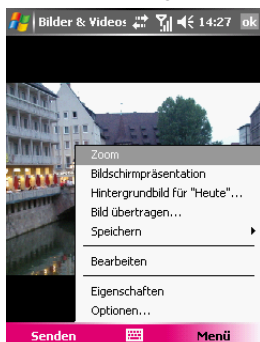 Bilder & Videos 14:27 ok
Zoom
Bildschirmpräsentation
Hintergrundbild für "Heute"...
Bild übertragen...
Speichern
Bearbeiten
Eigenschaften
Optionen...
Senden Menü